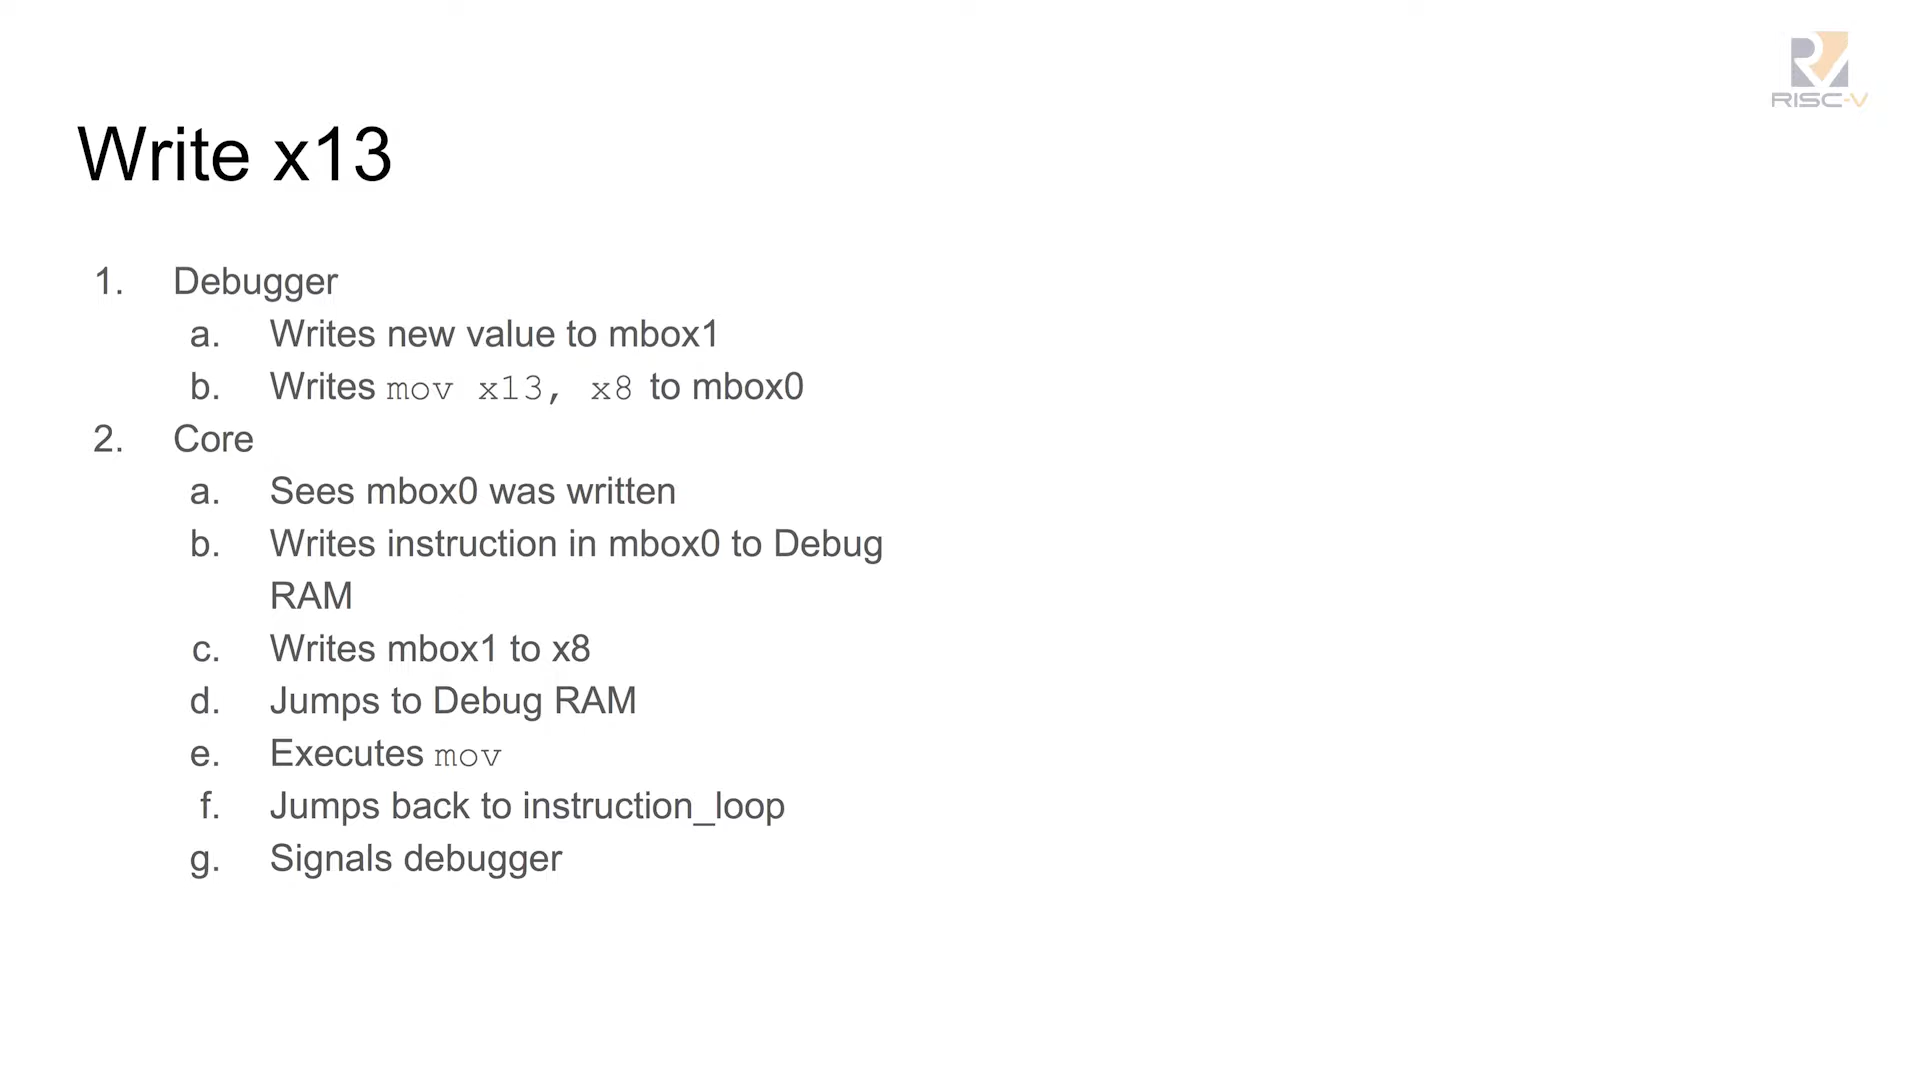 RISC-V
Write x13
1. Debugger
a. Writes new value to mbox1
b. Writes mov x13, x8 to mbox0
2. Core
a. Sees mbox0 was written
b. Writes instruction in mbox0 to Debug
RAM
c. Writes mbox1 to x8
d. Jumps to Debug RAM
e. Executes mov
f. Jumps back to instruction_loop
g. Signals debugger